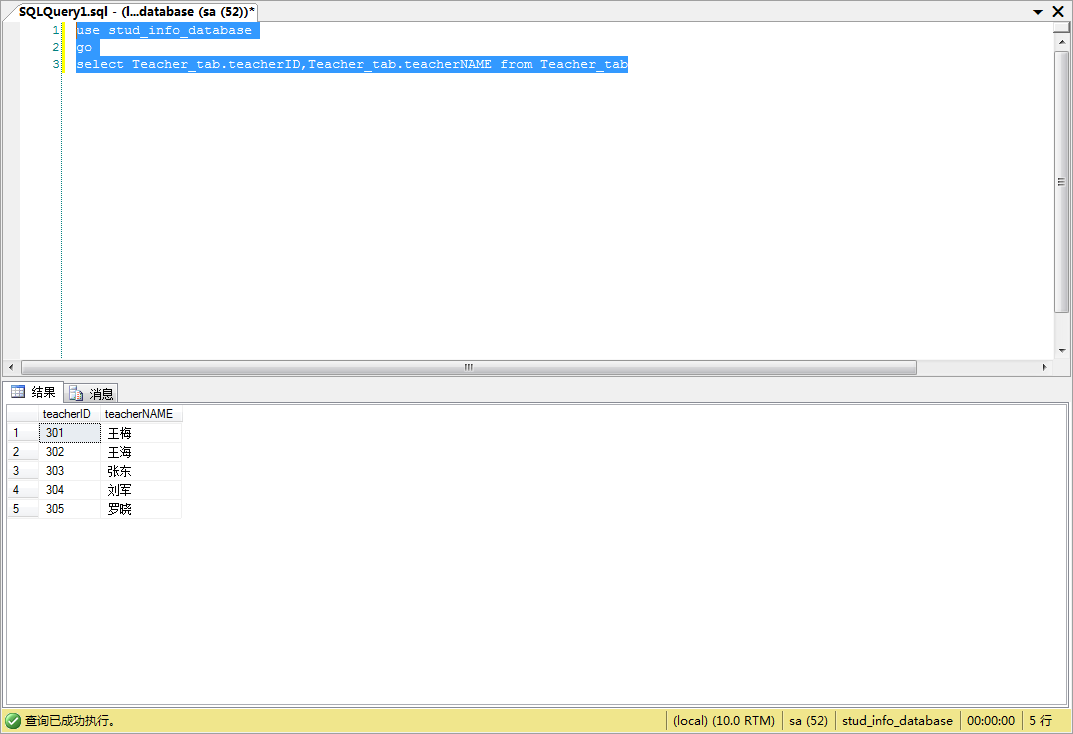 SQLQuery1.sql - (l...database (sa (52))*
1 use stud_info_database
2 go
3 select Teacher_tab.teacherID,Teacher_tab.teacherNAME from Teacher_tab
结果 消息
teacherID teacherNAME
1 301 王梅
2 302 王海
3 303 张东
4 304 刘军
5 305 罗晓
查询已成功执行。 (local) (10.0 RTM) sa (52) stud_info_database 00:00:00 5 行